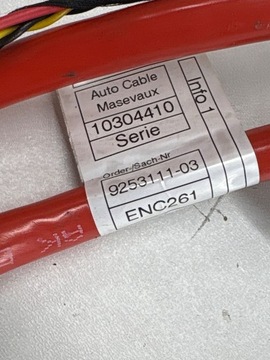 Auto Cable
Masevaux
10304410
Serie
Info 1
Order-/Sach-Nr
9253111-03
ENC261